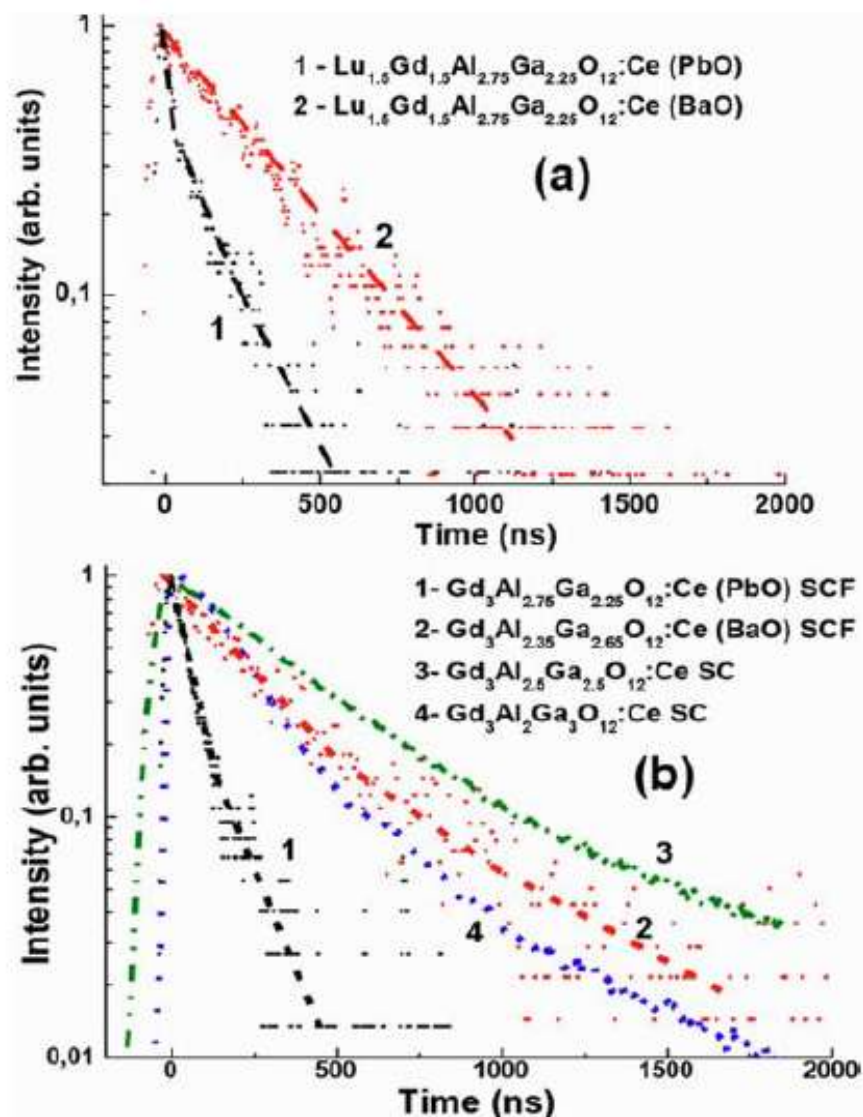 1
1 - Lu1.5Gd1.5Al2.75Ga2.25O12:Ce (PbO)
2 - Lu1.5Gd1.5Al2.75Ga2.25O12:Ce (BaO)
(a)
2
0,1
1
Intensity (arb. units)
0 500 1000 1500 2000
Time (ns)
1
1- Gd3Al2.75Ga2.25O12:Ce (PbO) SCF
2- Gd3Al2.35Ga2.65O12:Ce (BaO) SCF
3- Gd3Al2.5Ga2.5O12:Ce SC
4- Gd3Al2Ga3O12:Ce SC
(b)
0,1
1
3
2
4
0,01
Intensity (arb. units)
0 500 1000 1500 2000
Time (ns)